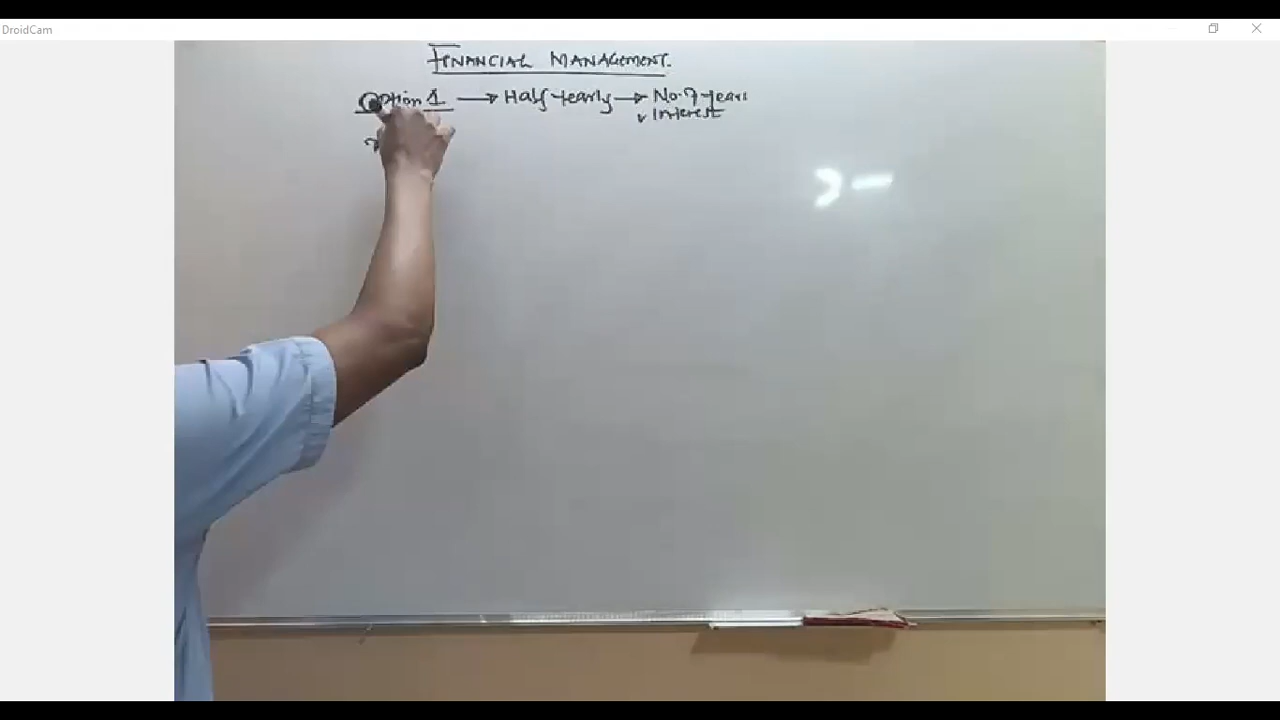 DroidCam
FINANCIAL MANAGEMENT.
Option 1 → Half yearly → No. of years
Interest